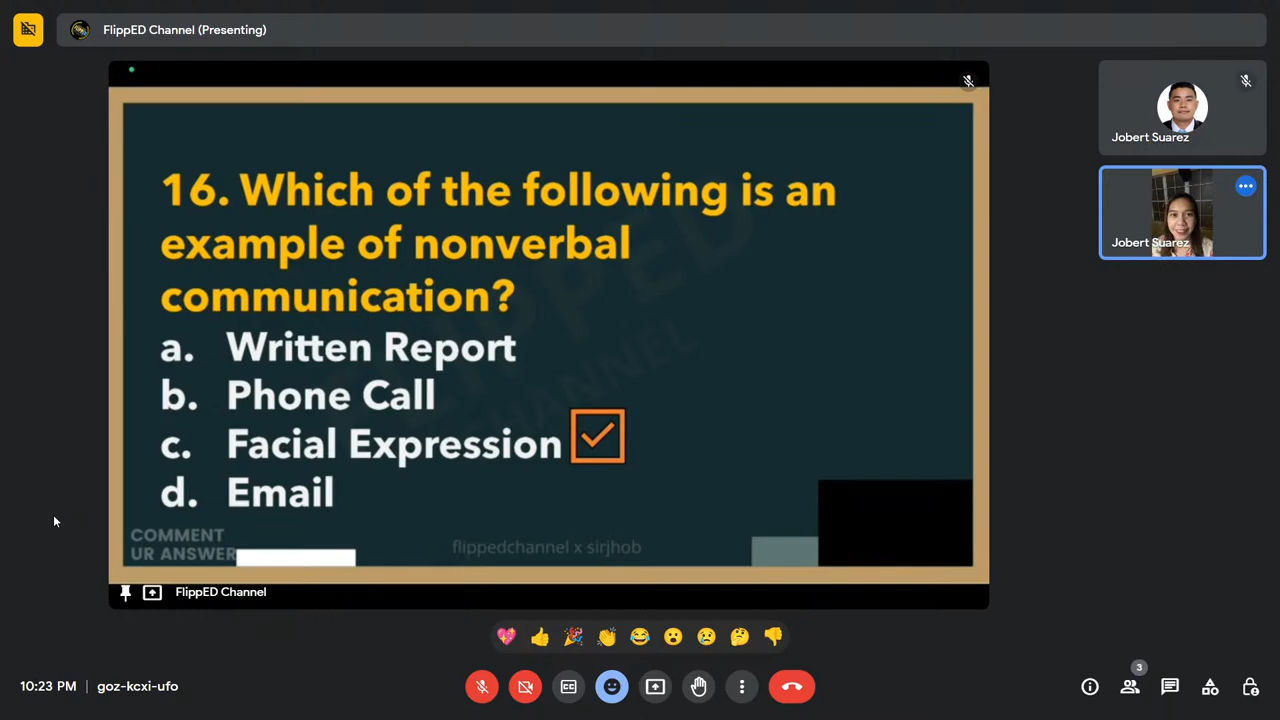 FlippED Channel (Presenting)
16. Which of the following is an
example of nonverbal
communication?
a. Written Report
b. Phone Call
c. Facial Expression
d. Email
FLIPPED
CHANNEL
COMMENT
UR ANSWER
flippedchannel x sirjhob
FlippED Channel
Jobert Suarez
Jobert Suarez
10:23 PM | goz-kcxi-ufo
3